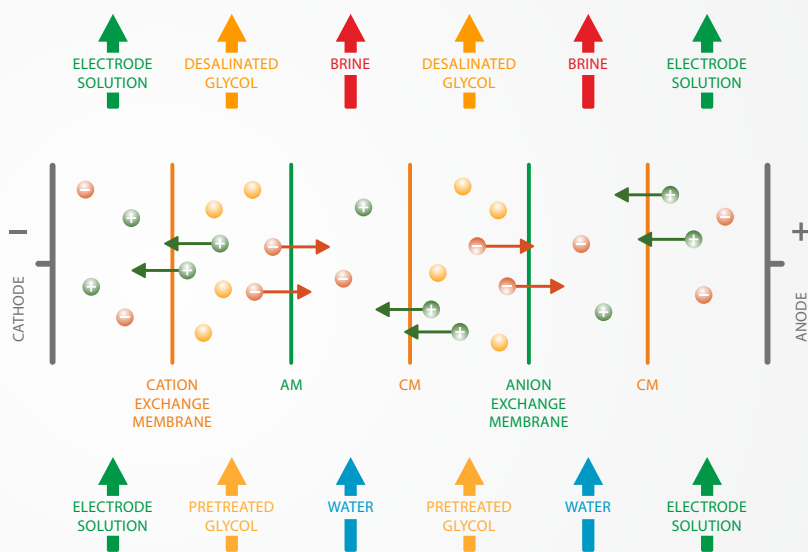 ELECTRODE
SOLUTION
DESALINATED
GLYCOL
BRINE
DESALINATED
GLYCOL
BRINE
ELECTRODE
SOLUTION
−
+
CATHODE
ANODE
CATION
EXCHANGE
MEMBRANE
AM
CM
ANION
EXCHANGE
MEMBRANE
CM
ELECTRODE
SOLUTION
PRETREATED
GLYCOL
WATER
PRETREATED
GLYCOL
WATER
ELECTRODE
SOLUTION